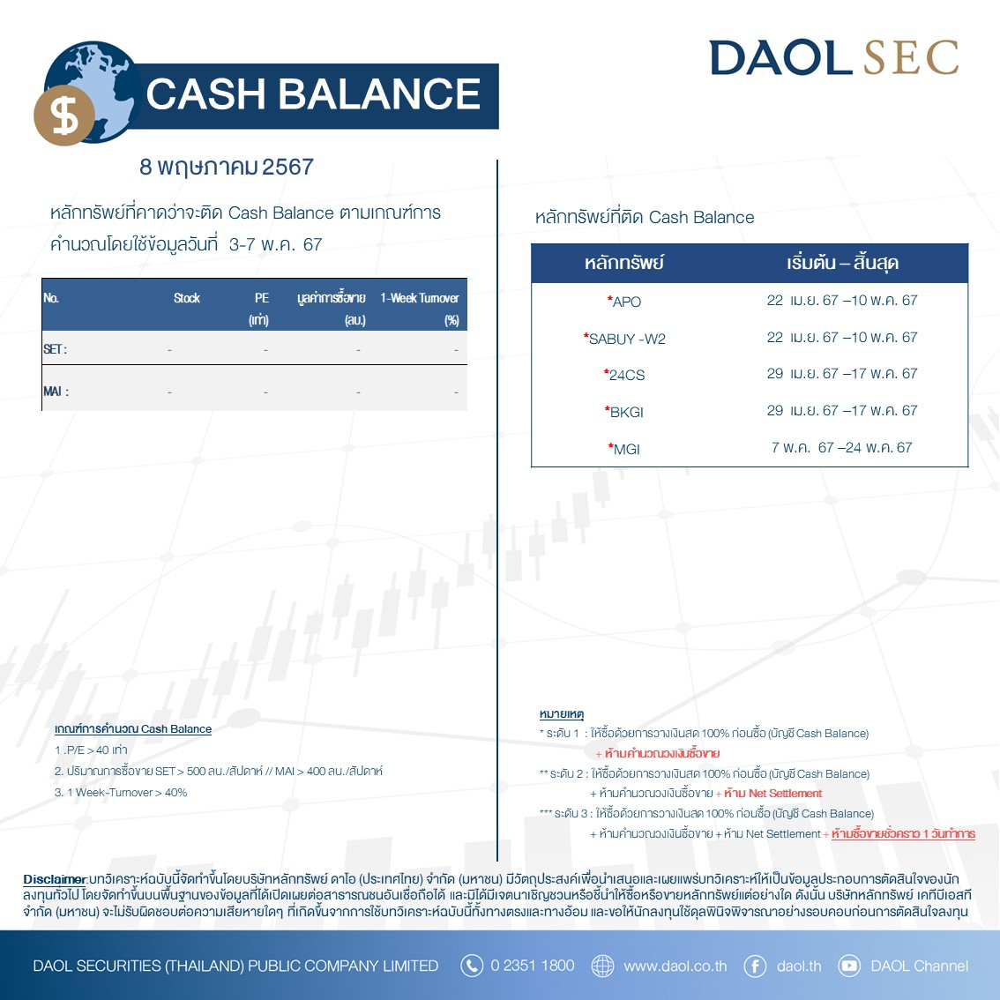 DAOL SEC
$ CASH BALANCE
8 พฤษภาคม 2567
หลักทรัพย์ที่คาดว่าจะติด Cash Balance ตามเกณฑ์การ
คำนวณโดยใช้ข้อมูลวันที่ 3-7 พ.ค. 67
No. Stock PE มูลค่าการซื้อขาย 1-Week Turnover
(เท่า) (ลบ.) (%)
SET : - - - -
MAI : - - - -
เกณฑ์การคำนวณ Cash Balance
1 .P/E > 40 เท่า
2. ปริมาณการซื้อขาย SET > 500 ลบ./สัปดาห์ // MAI > 400 ลบ./สัปดาห์
3. 1 Week-Turnover > 40%
หลักทรัพย์ที่ติด Cash Balance
หลักทรัพย์ เริ่มต้น – สิ้นสุด
*APO 22 เม.ย. 67 –10 พ.ค. 67
*SABUY -W2 22 เม.ย. 67 –10 พ.ค. 67
*24CS 29 เม.ย. 67 –17 พ.ค. 67
*BKGI 29 เม.ย. 67 –17 พ.ค. 67
*MGI 7 พ.ค. 67 –24 พ.ค. 67
หมายเหตุ
* ระดับ 1 : ให้ซื้อด้วยการวางเงินสด 100% ก่อนซื้อ (บัญชี Cash Balance)
+ ห้ามคำนวณวงเงินซื้อขาย
** ระดับ 2 : ให้ซื้อด้วยการวางเงินสด 100% ก่อนซื้อ (บัญชี Cash Balance)
+ ห้ามคำนวณวงเงินซื้อขาย + ห้าม Net Settlement
*** ระดับ 3 : ให้ซื้อด้วยการวางเงินสด 100% ก่อนซื้อ (บัญชี Cash Balance)
+ ห้ามคำนวณวงเงินซื้อขาย + ห้าม Net Settlement + ห้ามซื้อขายชั่วคราว 1 วันทำการ
Disclaimer:บทวิเคราะห์ฉบับนี้จัดทำขึ้นโดยบริษัทหลักทรัพย์ ดาโอ (ประเทศไทย) จำกัด (มหาชน) มีวัตถุประสงค์เพื่อนำเสนอและเผยแพร่บทวิเคราะห์ให้เป็นข้อมูลประกอบการตัดสินใจของนัก
ลงทุนทั่วไป โดยจัดทำขึ้นบนพื้นฐานของข้อมูลที่ได้เปิดเผยต่อสาธารณชนอันเชื่อถือได้ และมิได้มีเจตนาเชิญชวนหรือชี้นำให้ซื้อหรือขายหลักทรัพย์แต่อย่างใด ดังนั้น บริษัทหลักทรัพย์ เคทีบีเอสที
จำกัด (มหาชน) จะไม่รับผิดชอบต่อความเสียหายใดๆ ที่เกิดขึ้นจากการใช้บทวิเคราะห์ฉบับนี้ทั้งทางตรงและทางอ้อม และขอให้นักลงทุนใช้ดุลพินิจพิจารณาอย่างรอบคอบก่อนการตัดสินใจลงทุน
DAOL SECURITIES (THAILAND) PUBLIC COMPANY LIMITED 0 2351 1800 www.daol.co.th daol.th DAOL Channel